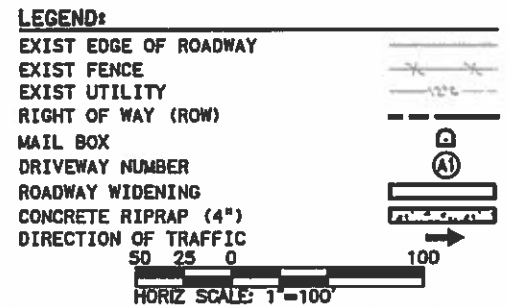 LEGEND:
EXIST EDGE OF ROADWAY
EXIST FENCE
EXIST UTILITY 12"G
RIGHT OF WAY (ROW)
MAIL BOX
DRIVEWAY NUMBER A1
ROADWAY WIDENING
CONCRETE RIPRAP (4")
DIRECTION OF TRAFFIC
50 25 0 100
HORIZ SCALE: 1"=100'